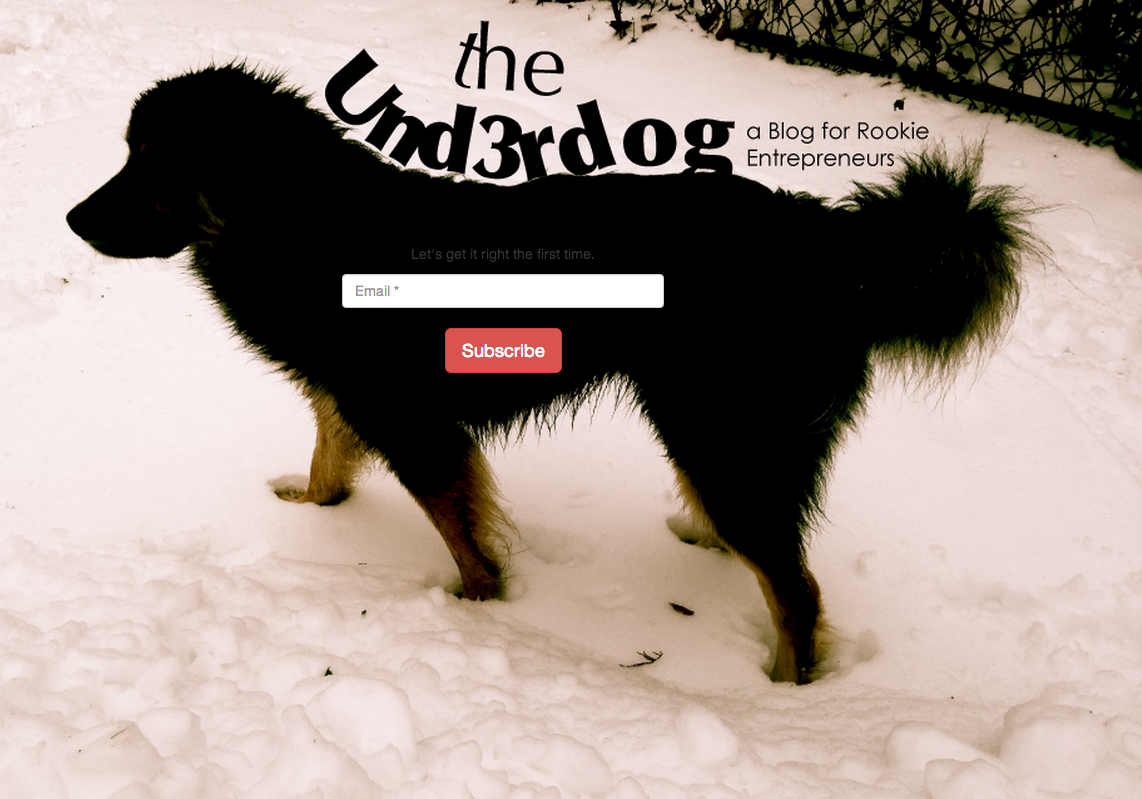 the
Und3rdog
a Blog for Rookie
Entrepreneurs
Let's get it right the first time.
Email *
Subscribe